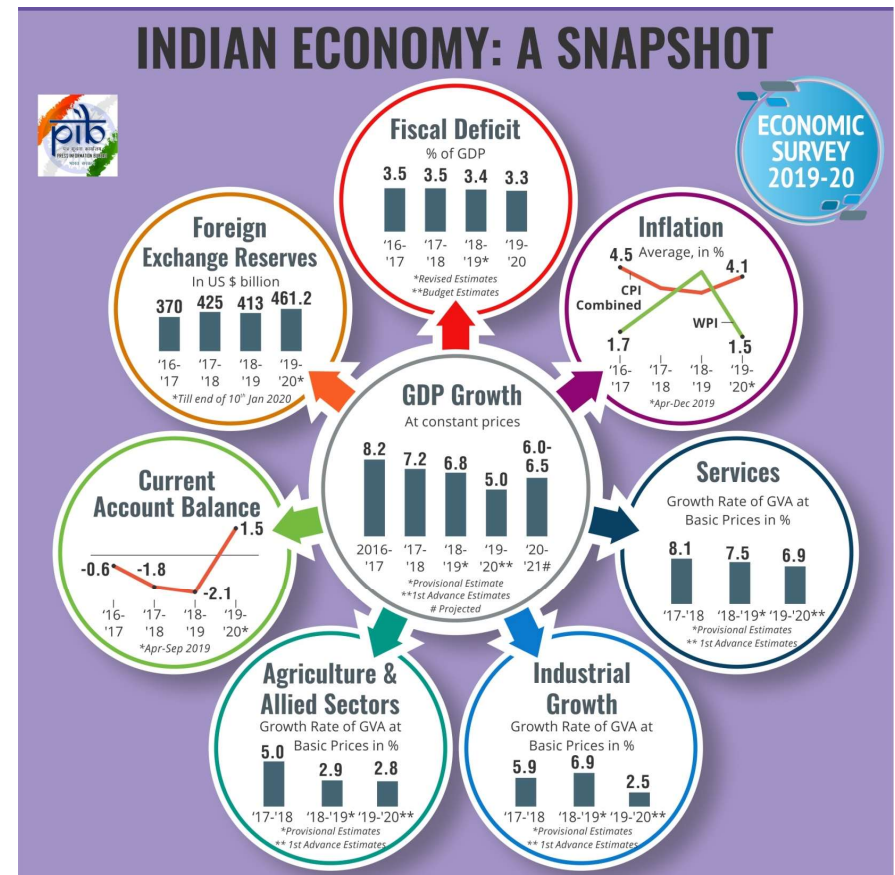 INDIAN ECONOMY: A SNAPSHOT
pib
PRESS INFORMATION BUREAU
ECONOMIC
SURVEY
2019-20
Fiscal Deficit
% of GDP
3.5 3.5 3.4 3.3
'16- '17- '18- '19-
'17 '18 '19* '20
*Revised Estimates
**Budget Estimates
Foreign
Exchange Reserves
In US $ billion
370 425 413 461.2
'16- '17- '18- '19-
'17 '18 '19 '20*
*Till end of 10th Jan 2020
Inflation
Average, in %
4.5 4.1
CPI
Combined
WPI
1.7 1.5
'16- '17- '18- '19-
'17 '18 '19 '20*
*Apr-Dec 2019
GDP Growth
At constant prices
8.2 7.2 6.8 5.0 6.0-
6.5
2016- '17- '18- '19- '20-
'17 '18 '19* '20** '21#
*Provisional Estimate
**1st Advance Estimates
# Projected
Current
Account Balance
1.5
-0.6 -1.8 -2.1
'16- '17- '18- '19-
'17 '18 '19 '20*
*Apr-Sep 2019
Services
Growth Rate of GVA at
Basic Prices in %
8.1 7.5 6.9
'17-'18 '18-'19* '19-'20**
*Provisional Estimates
** 1st Advance Estimates
Agriculture &
Allied Sectors
Growth Rate of GVA at
Basic Prices in %
5.0 2.9 2.8
'17-'18 '18-'19* '19-'20**
*Provisional Estimates
** 1st Advance Estimates
Industrial
Growth
Growth Rate of GVA at
Basic Prices in %
5.9 6.9 2.5
'17-'18 '18-'19* '19-'20**
*Provisional Estimates
** 1st Advance Estimates